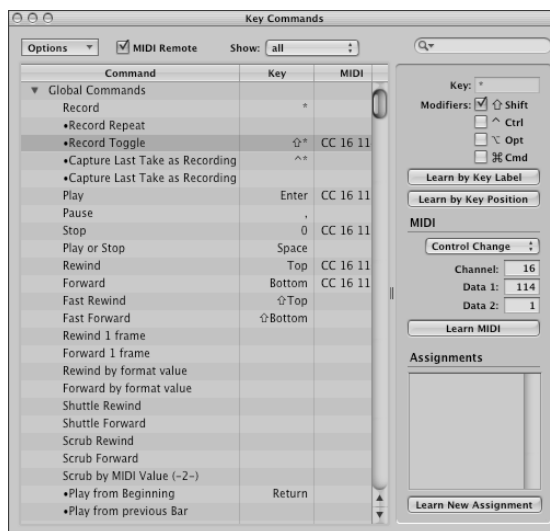 Key Commands
Options
MIDI Remote
Show: all
Command Key MIDI
Global Commands
Record *
•Record Repeat
•Record Toggle ⇧* CC 16 11
•Capture Last Take as Recording ^*
•Capture Last Take as Recording
Play Enter CC 16 11
Pause ,
Stop 0 CC 16 11
Play or Stop Space
Rewind Top CC 16 11
Forward Bottom CC 16 11
Fast Rewind ⇧Top
Fast Forward ⇧Bottom
Rewind 1 frame
Forward 1 frame
Rewind by format value
Forward by format value
Shuttle Rewind
Shuttle Forward
Scrub Rewind
Scrub Forward
Scrub by MIDI Value (-2-)
•Play from Beginning Return
•Play from previous Bar
Key: *
Modifiers: ⇧ Shift
^ Ctrl
⌥ Opt
⌘ Cmd
Learn by Key Label
Learn by Key Position
MIDI
Control Change
Channel: 16
Data 1: 114
Data 2: 1
Learn MIDI
Assignments
Learn New Assignment